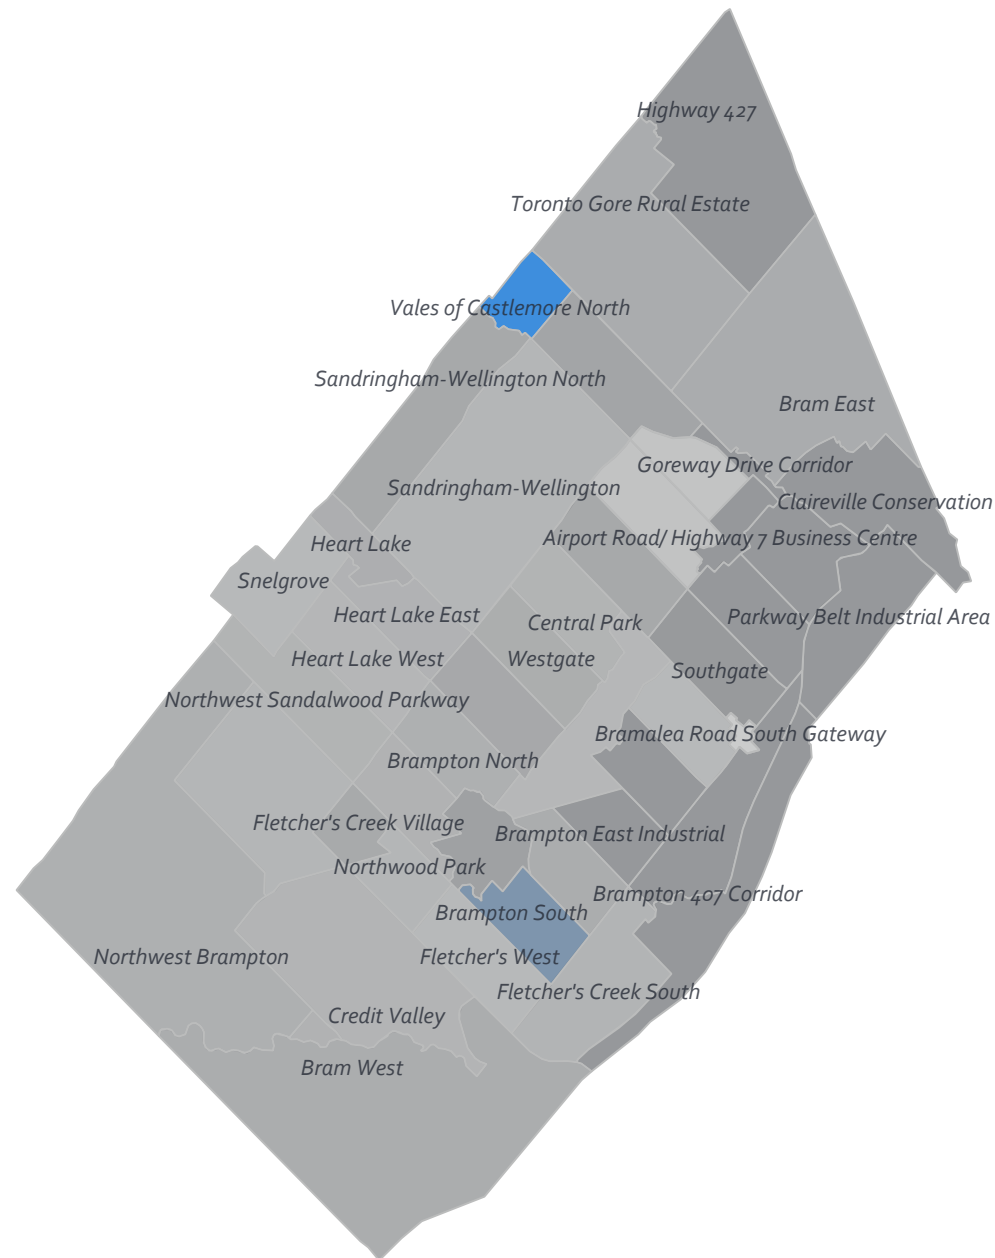 Highway 427
Toronto Gore Rural Estate
Vales of Castlemore North
Sandringham-Wellington North
Bram East
Goreway Drive Corridor
Sandringham-Wellington
Claireville Conservation
Airport Road/ Highway 7 Business Centre
Heart Lake
Snelgrove
Heart Lake East
Central Park
Parkway Belt Industrial Area
Heart Lake West
Westgate
Southgate
Northwest Sandalwood Parkway
Bramalea Road South Gateway
Brampton North
Fletcher's Creek Village
Brampton East Industrial
Northwood Park
Brampton 407 Corridor
Brampton South
Northwest Brampton
Fletcher's West
Fletcher's Creek South
Credit Valley
Bram West